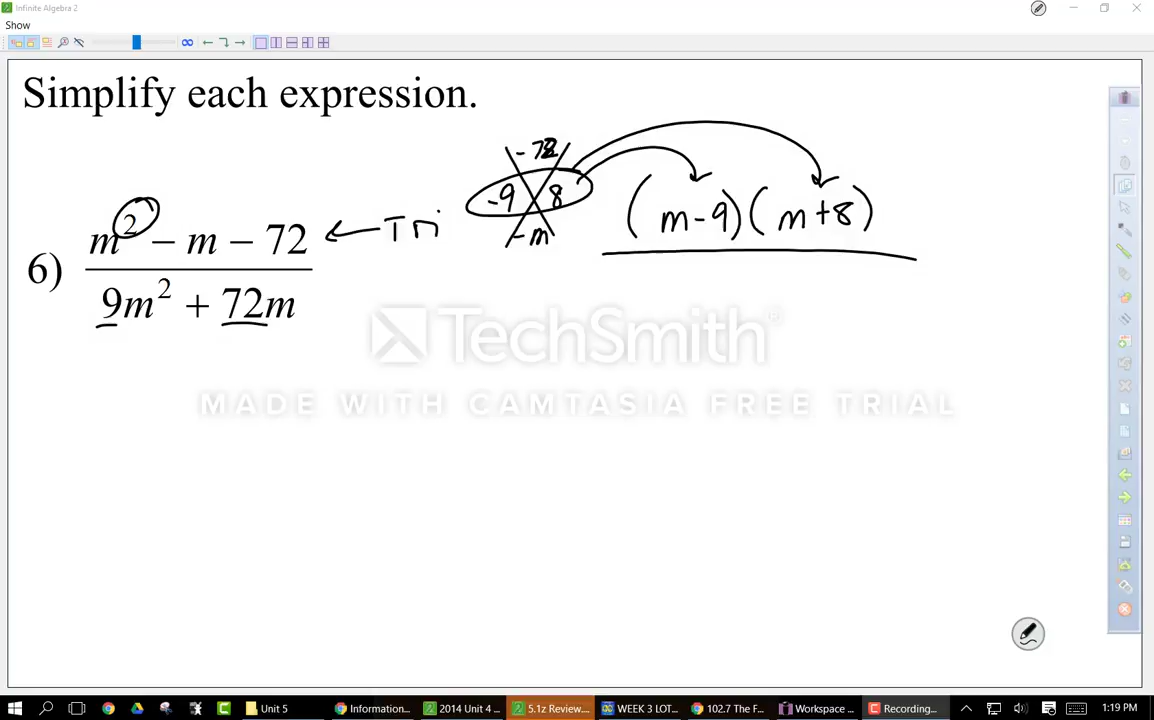 Infinite Algebra 2
Show
Simplify each expression.
-72
-9 8
-m
(m-9)(m+8)
6) m² − m − 72 ← Tri
9m² + 72m
TechSmith®
MADE WITH CAMTASIA FREE TRIAL
Unit 5 Information... 2014 Unit 4 ... 5.1z Review... WEEK 3 LOT... 102.7 The F... Workspace ... Recording... 1:19 PM